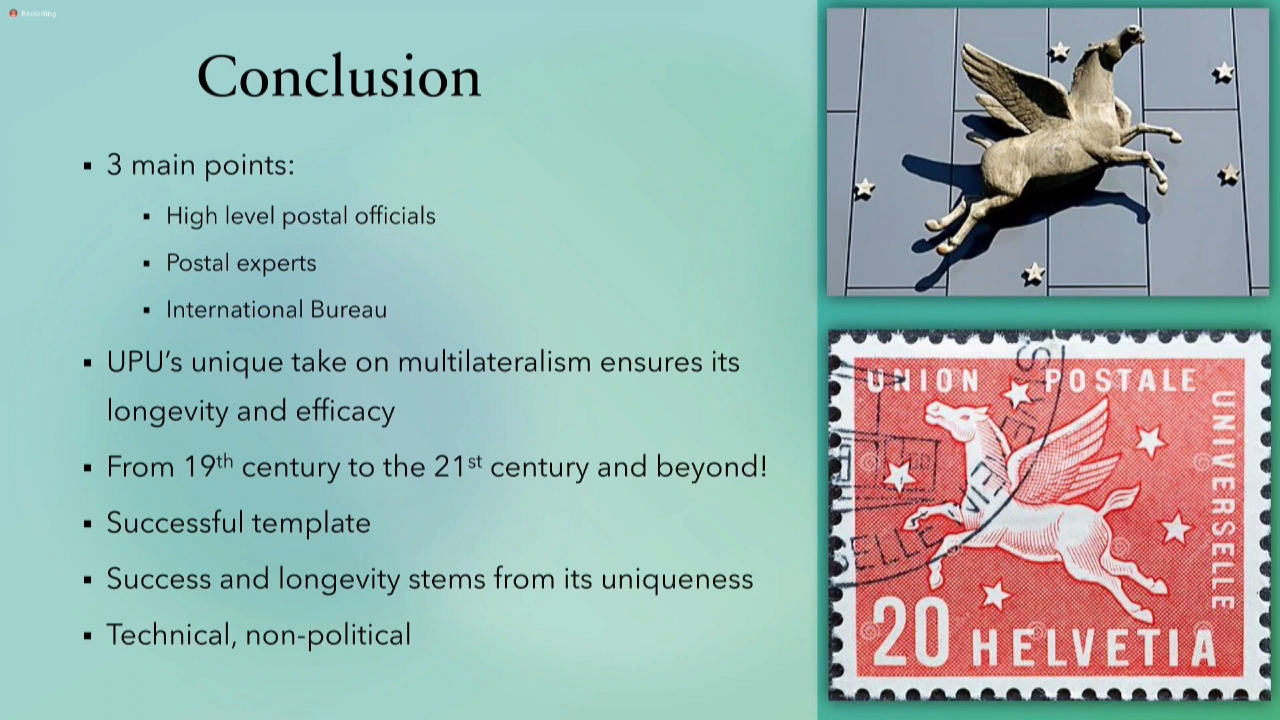 Recording
Conclusion
▪ 3 main points:
▪ High level postal officials
▪ Postal experts
▪ International Bureau
▪ UPU’s unique take on multilateralism ensures its
longevity and efficacy
▪ From 19th century to the 21st century and beyond!
▪ Successful template
▪ Success and longevity stems from its uniqueness
▪ Technical, non-political
UNION POSTALE
UNIVERSELLE
20 HELVETIA